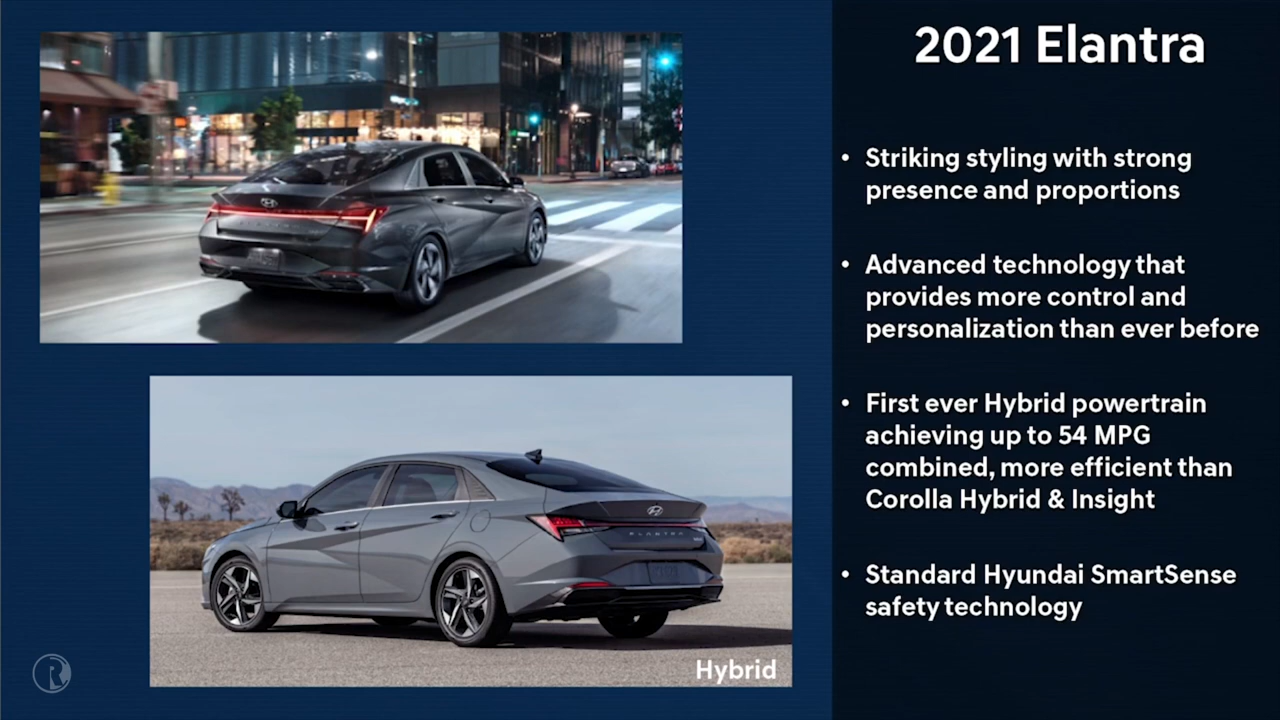 2021 Elantra
• Striking styling with strong
presence and proportions
• Advanced technology that
provides more control and
personalization than ever before
• First ever Hybrid powertrain
achieving up to 54 MPG
combined, more efficient than
Corolla Hybrid & Insight
• Standard Hyundai SmartSense
safety technology
ELANTRA
Hybrid
R